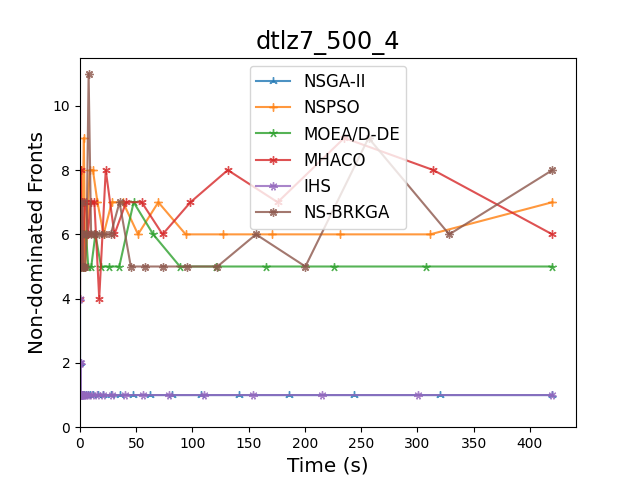 dtlz7_500_4
Non-dominated Fronts
10
8
6
4
2
0
NSGA-II
NSPSO
MOEA/D-DE
MHACO
IHS
NS-BRKGA
0 50 100 150 200 250 300 350 400
Time (s)